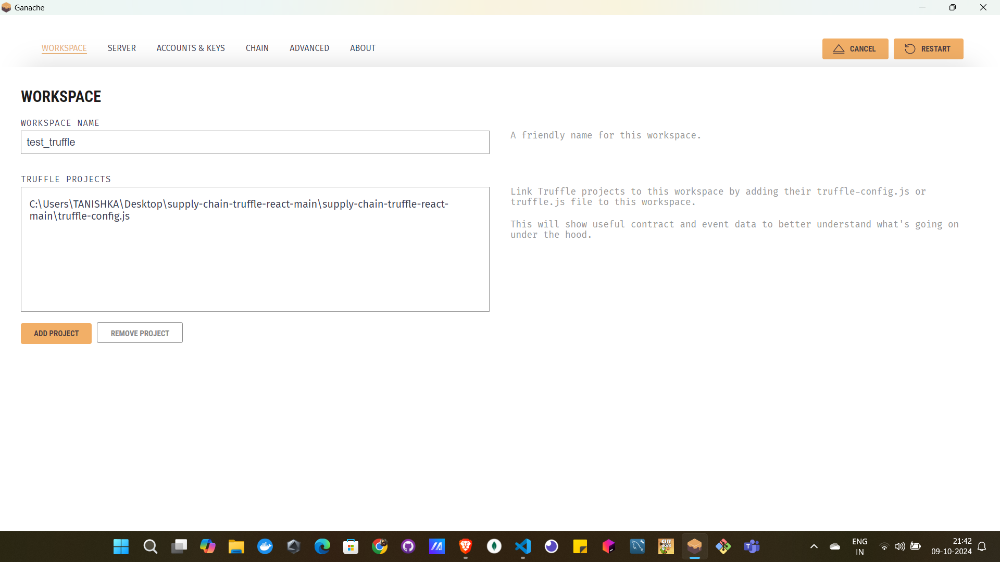 Ganache
WORKSPACE SERVER ACCOUNTS & KEYS CHAIN ADVANCED ABOUT CANCEL RESTART
WORKSPACE
WORKSPACE NAME
test_truffle
A friendly name for this workspace.
TRUFFLE PROJECTS
C:\Users\TANISHKA\Desktop\supply-chain-truffle-react-main\supply-chain-truffle-react-
main\truffle-config.js
Link Truffle projects to this workspace by adding their truffle-config.js or
truffle.js file to this workspace.
This will show useful contract and event data to better understand what's going on
under the hood.
ADD PROJECT REMOVE PROJECT
CUT
ROPE
T
ENG
IN
21:42
09-10-2024